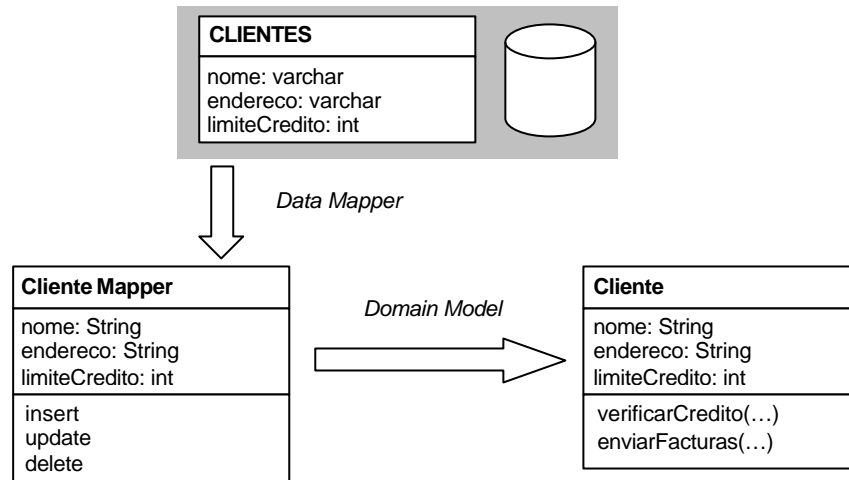 CLIENTES
nome: varchar
endereco: varchar
limiteCredito: int
Data Mapper
Cliente Mapper
nome: String
endereco: String
limiteCredito: int
insert
update
delete
Domain Model
Cliente
nome: String
endereco: String
limiteCredito: int
verificarCredito(…)
enviarFacturas(…)